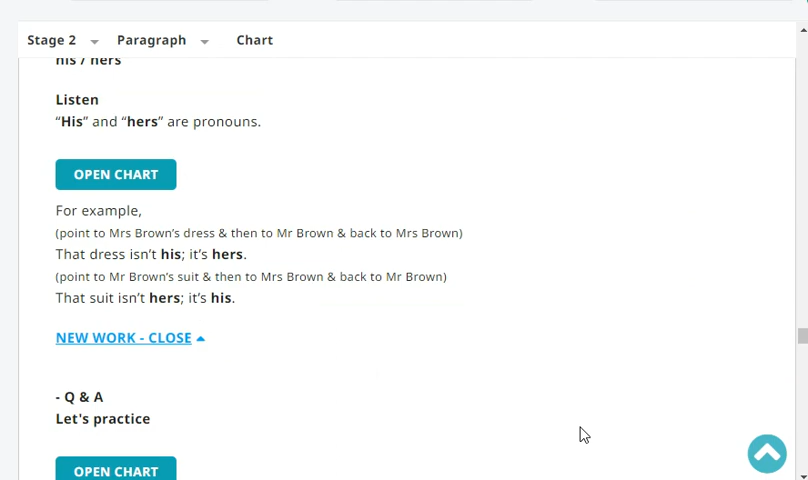 Stage 2 Paragraph Chart
his / hers
Listen
“His” and “hers” are pronouns.
OPEN CHART
For example,
(point to Mrs Brown’s dress & then to Mr Brown & back to Mrs Brown)
That dress isn’t his; it’s hers.
(point to Mr Brown’s suit & then to Mrs Brown & back to Mr Brown)
That suit isn’t hers; it’s his.
NEW WORK - CLOSE
- Q & A
Let's practice
OPEN CHART